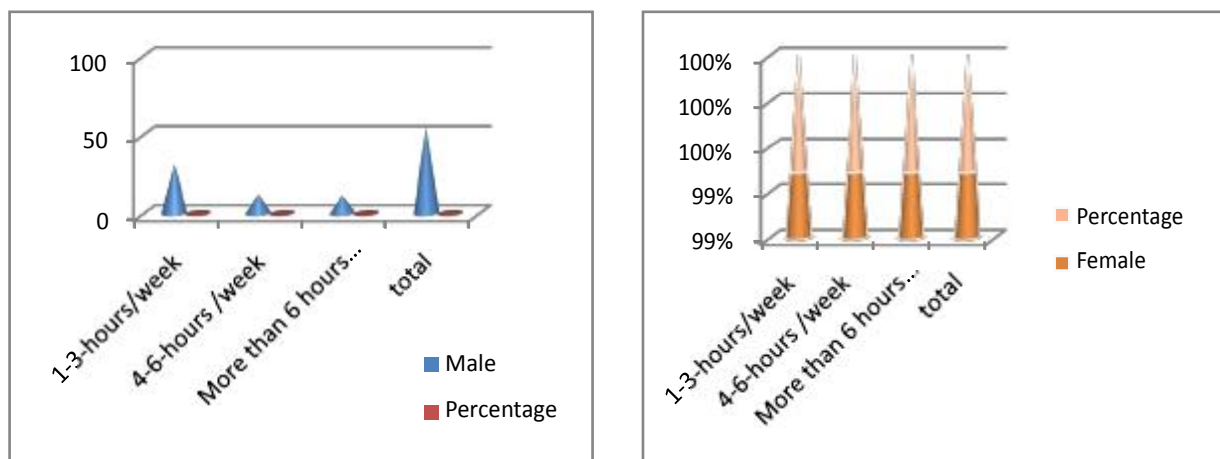 100
50
0
1-3-hours/week
4-6-hours /week
More than 6 hours...
total
Male
Percentage
100%
100%
100%
99%
99%
1-3-hours/week
4-6-hours /week
More than 6 hours...
total
Percentage
Female